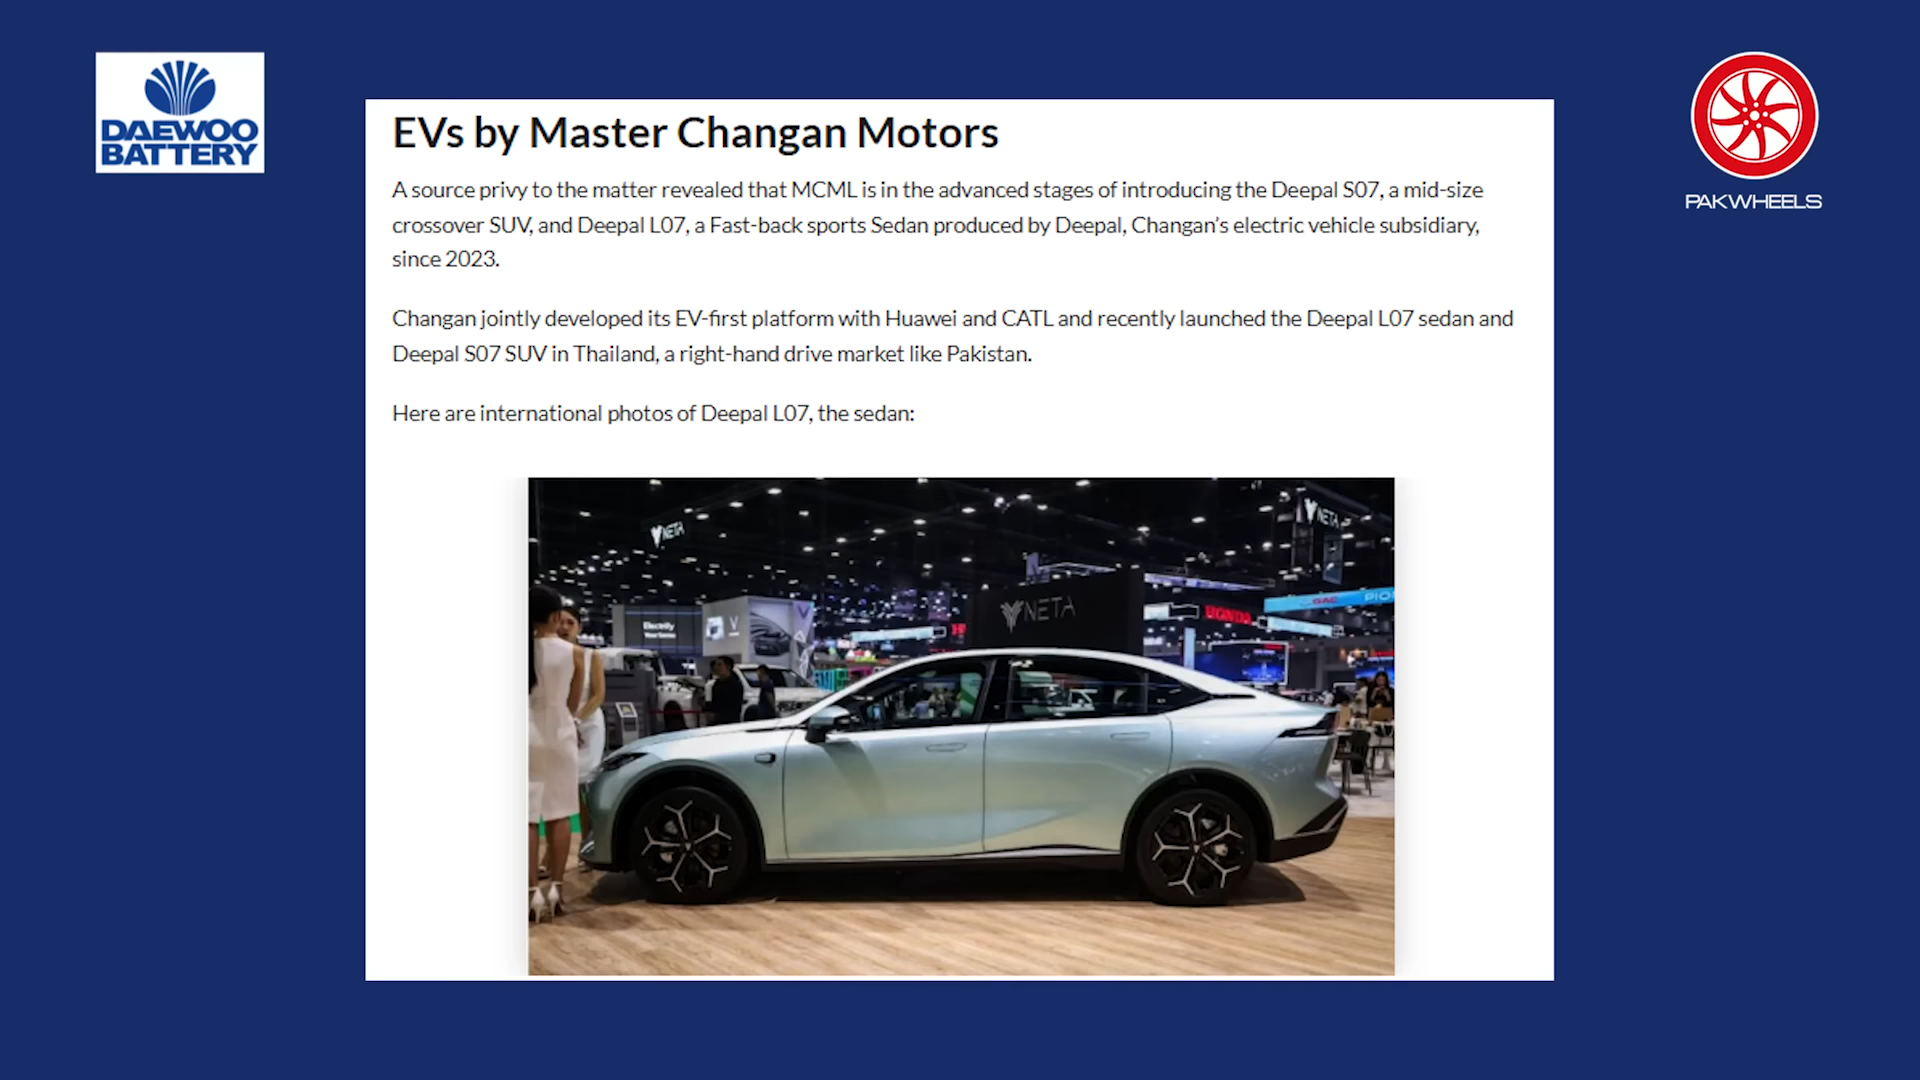 DAEWOO
BATTERY
PAKWHEELS
EVs by Master Changan Motors
A source privy to the matter revealed that MCML is in the advanced stages of introducing the Deepal S07, a mid-size
crossover SUV, and Deepal L07, a Fast-back sports Sedan produced by Deepal, Changan's electric vehicle subsidiary,
since 2023.
Changan jointly developed its EV-first platform with Huawei and CATL and recently launched the Deepal L07 sedan and
Deepal S07 SUV in Thailand, a right-hand drive market like Pakistan.
Here are international photos of Deepal L07, the sedan:
NETA
NETA
NETA
Electrify
HONDA
GAC